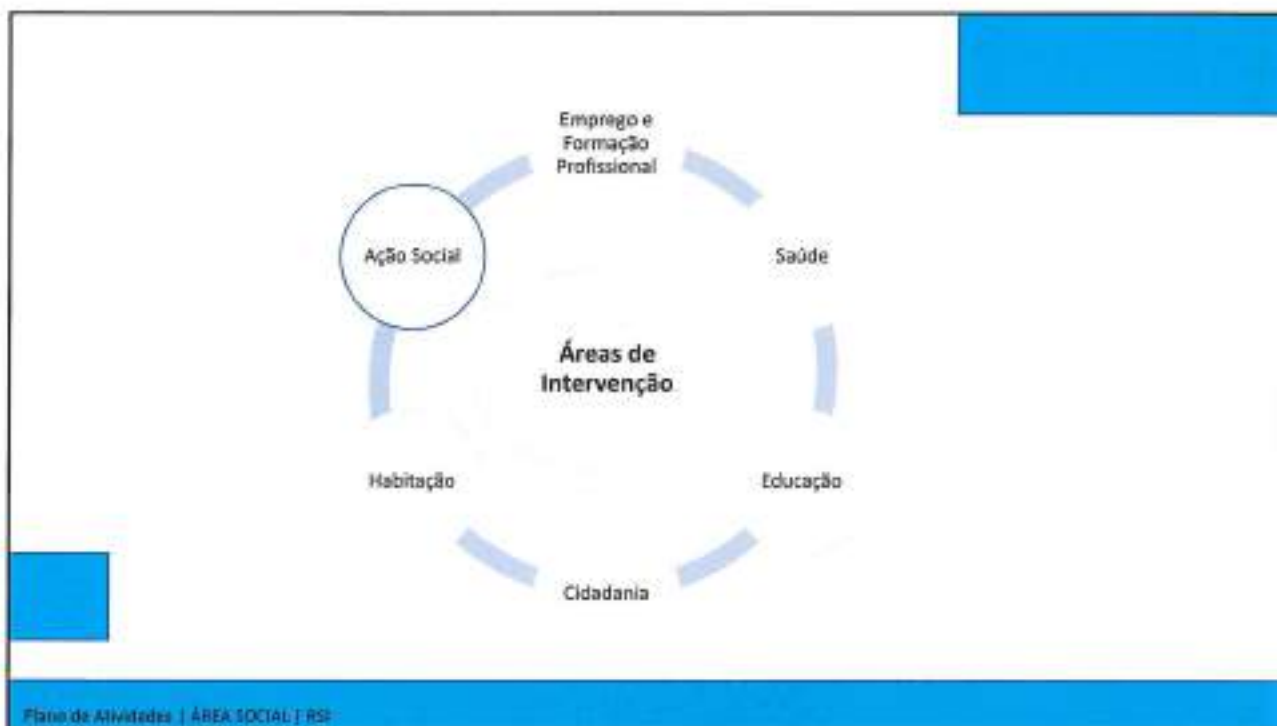 Emprego e
Formação
Profissional
Ação Social
Saúde
Áreas de
Intervenção
Habitação
Educação
Cidadania
Plano de Atividades | ÁREA SOCIAL | RSI